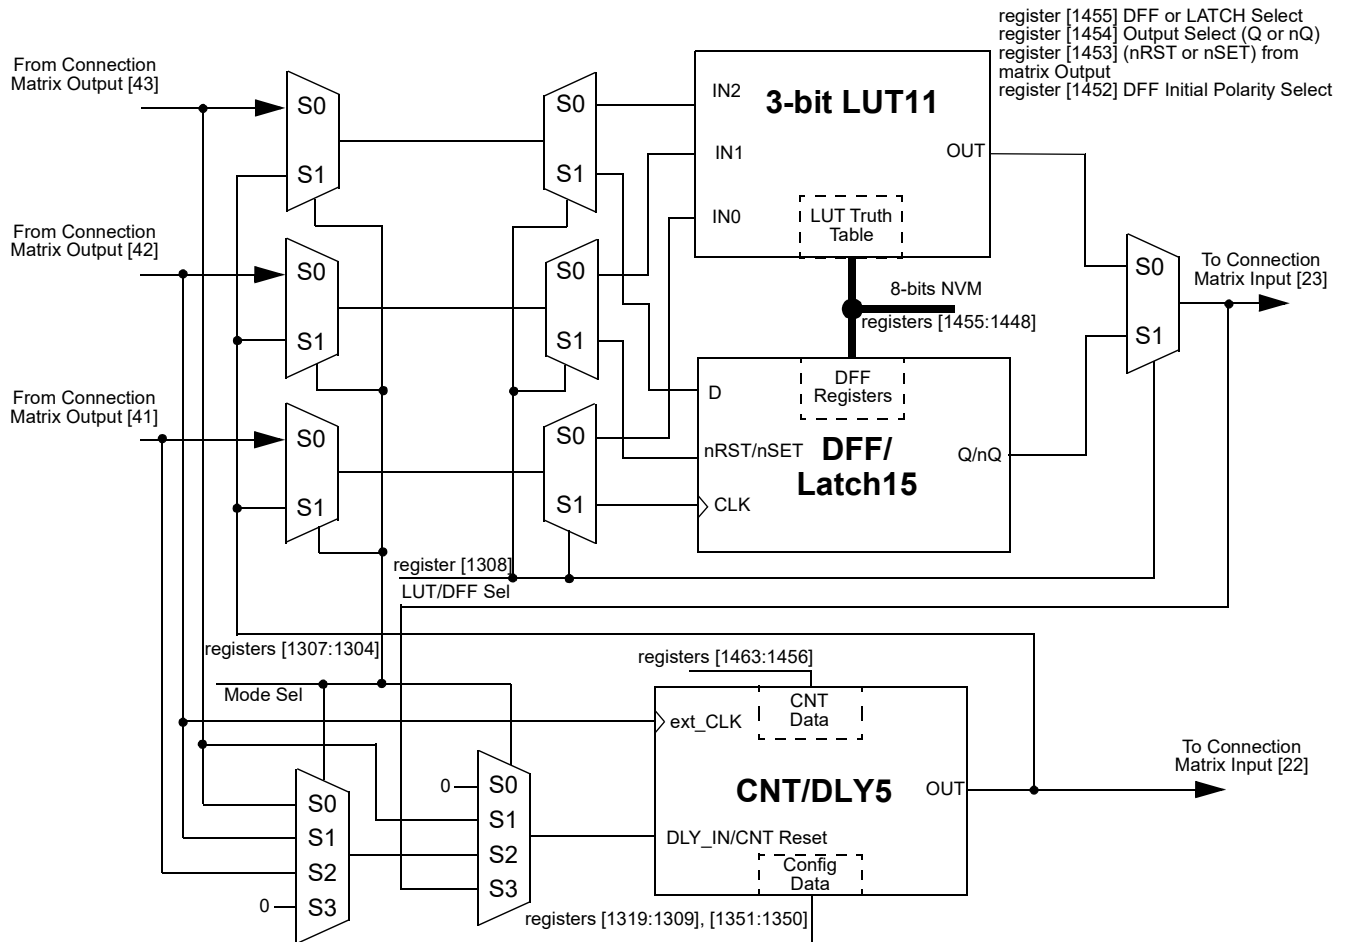 register [1455] DFF or LATCH Select
register [1454] Output Select (Q or nQ)
register [1453] (nRST or nSET) from
matrix Output
register [1452] DFF Initial Polarity Select
From Connection
Matrix Output [43]
S0
S1
S0
S1
IN2
3-bit LUT11
IN1
OUT
IN0
LUT Truth
Table
From Connection
Matrix Output [42]
S0
S1
S0
S1
8-bits NVM
registers [1455:1448]
S0
S1
To Connection
Matrix Input [23]
From Connection
Matrix Output [41]
S0
S1
S0
S1
DFF
Registers
D
nRST/nSET
DFF/
Latch15
Q/nQ
CLK
register [1308]
LUT/DFF Sel
registers [1307:1304]
Mode Sel
registers [1463:1456]
CNT
Data
ext_CLK
CNT/DLY5
OUT
To Connection
Matrix Input [22]
DLY_IN/CNT Reset
Config
Data
S0
S1
S2
0
S3
0
S0
S1
S2
S3
registers [1319:1309], [1351:1350]